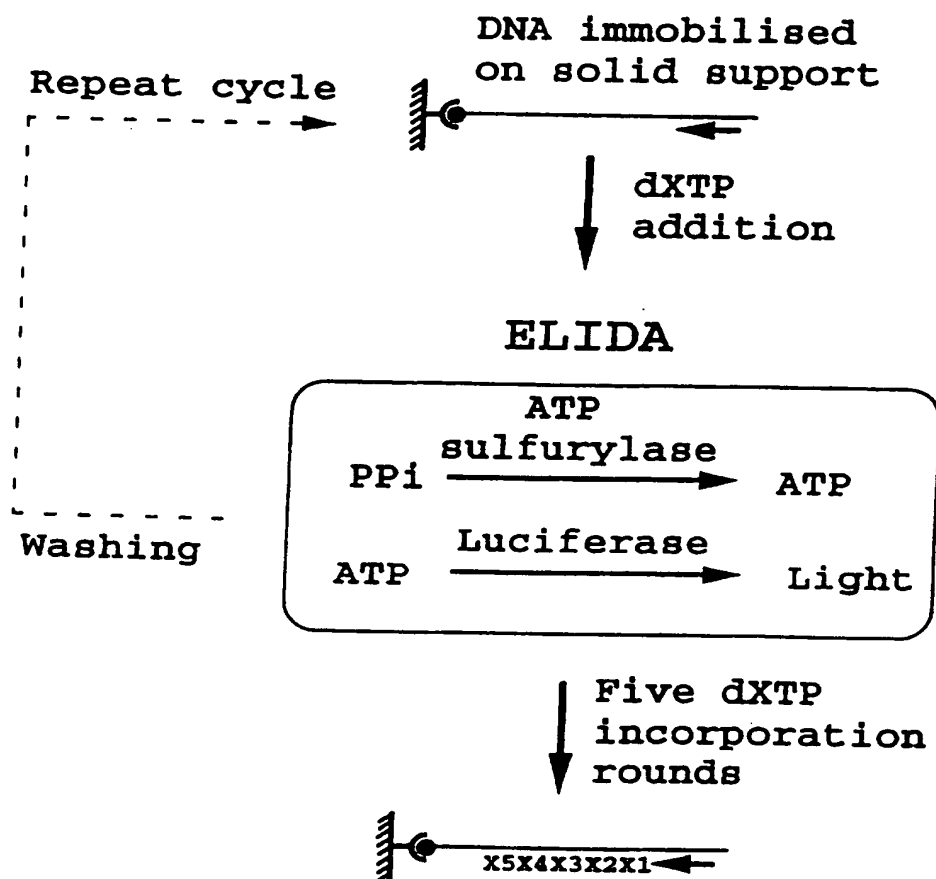 DNA immobilised
on solid support
Repeat cycle
dXTP
addition
ELIDA
ATP
sulfurylase
PPi
ATP
Washing
Luciferase
ATP
Light
Five dXTP
incorporation
rounds
X5X4X3X2X1